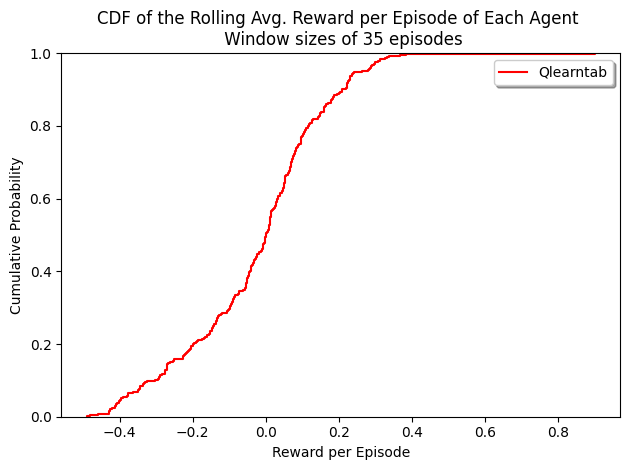 CDF of the Rolling Avg. Reward per Episode of Each Agent
Window sizes of 35 episodes
Qlearntab
1.0
0.8
0.6
0.4
0.2
0.0
Cumulative Probability
−0.4
−0.2
0.0
0.2
0.4
0.6
0.8
Reward per Episode